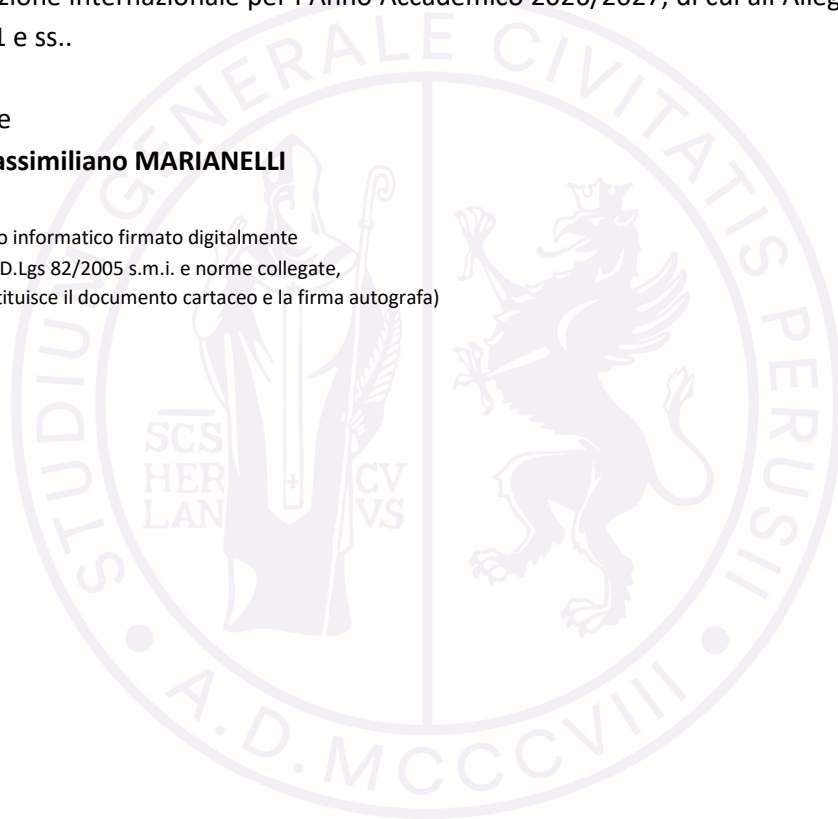 zione Internazionale per l'Anno Accademico 2026/2027, di cui all'Alleg
1 e ss..
e
assimiliano MARIANELLI
o informatico firmato digitalmente
D.Lgs 82/2005 s.m.i. e norme collegate,
tituisce il documento cartaceo e la firma autografa)
STUDIUM GENERALE CIVITATIS PERUSII
SCS
HER
LAN
CV
VS
A.D. MCCCVIII